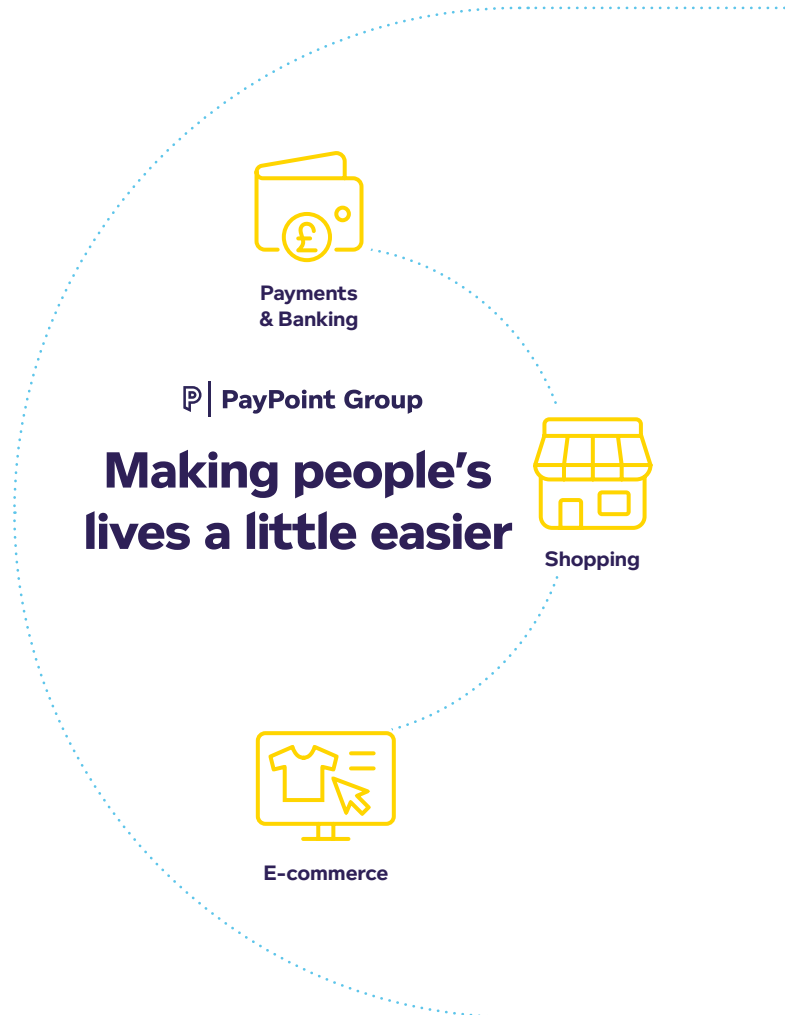 Payments
& Banking
PayPoint Group
Making people’s
lives a little easier
Shopping
E-commerce